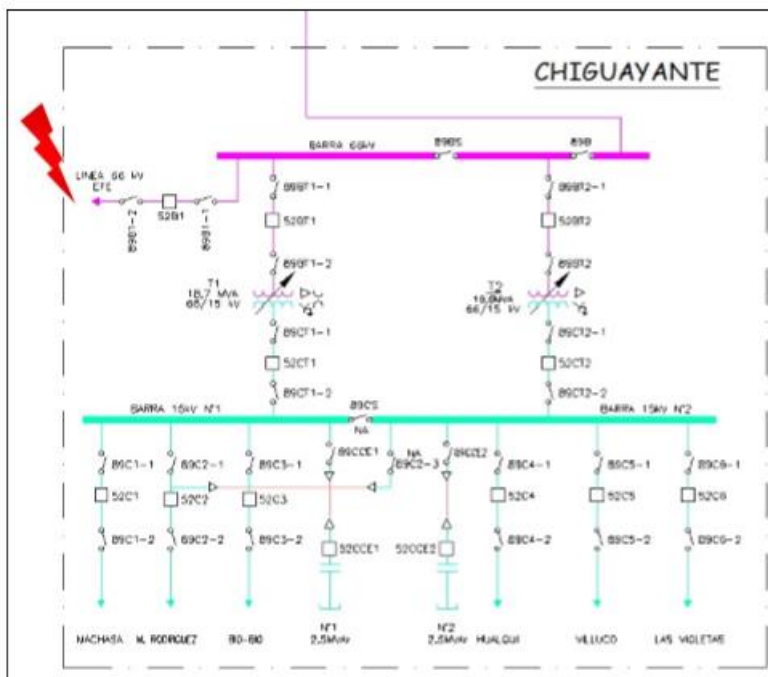 CHIGUAYANTE
BARRA 66kV
89BS
89B
LINEA 66 kV
EFE
89B1-2
52B1
89B1-1
89BT1-1
52BT1
89BT1-2
89BT2-1
52BT2
89BT2
T1
18,7 MVA
66/15 kV
T2
66/15 kV
89CT1-1
52CT1
89CT1-2
89CT2-1
52CT2
89CT2-2
BARRA 15kV N°1
89CS
NA
BARRA 15kV N°2
89C1-1
89C2-1
89C3-1
89CCE1
NA
89C2-3
89CCE2
89C4-1
89C5-1
89C6-1
52C1
52C2
52C3
52C4
52C5
52C6
89C1-2
89C2-2
89C3-2
52CCE1
52CCE2
89C4-2
89C5-2
89C6-2
MACHASA
M. RODRIGUEZ
BIO-BIO
N°1
2.5MVAr
N°2
2.5MVAr
HUALQUI
VILLUCO
LAS VIOLETAS